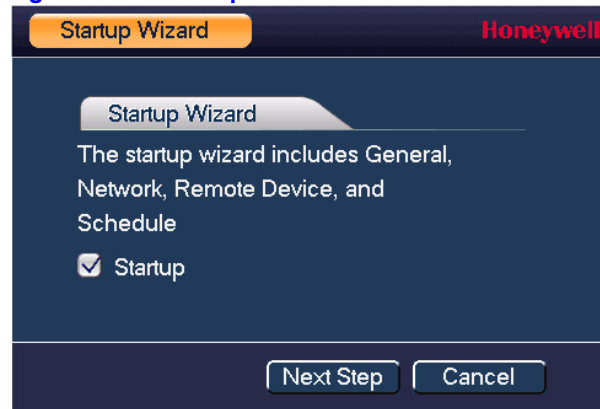 Startup Wizard
Honeywell
Startup Wizard
The startup wizard includes General,
Network, Remote Device, and
Schedule
Startup
Next Step
Cancel